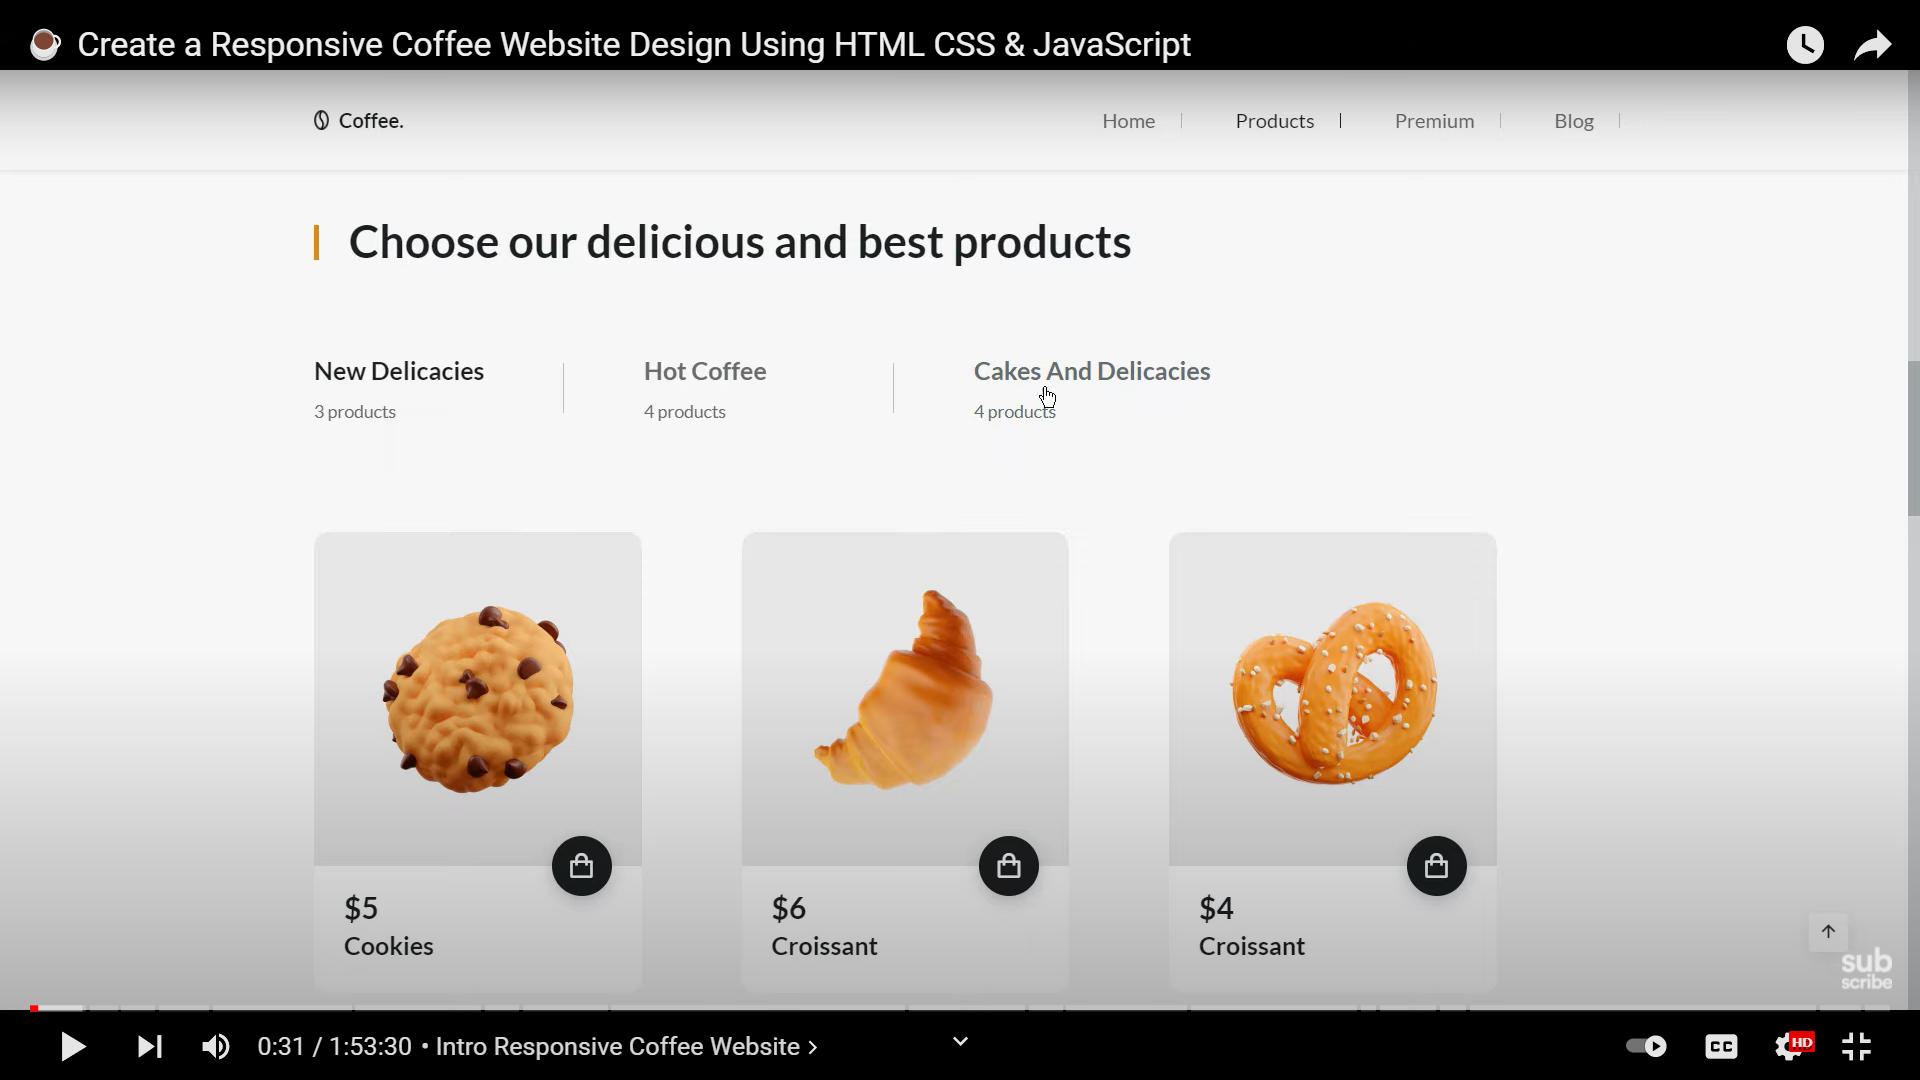 Create a Responsive Coffee Website Design Using HTML CSS & JavaScript
Coffee.
Home
Products
Premium
Blog
Choose our delicious and best products
New Delicacies
3 products
Hot Coffee
4 products
Cakes And Delicacies
4 products
$5
Cookies
$6
Croissant
$4
Croissant
sub
scribe
0:31 / 1:53:30 • Intro Responsive Coffee Website
CC
HD